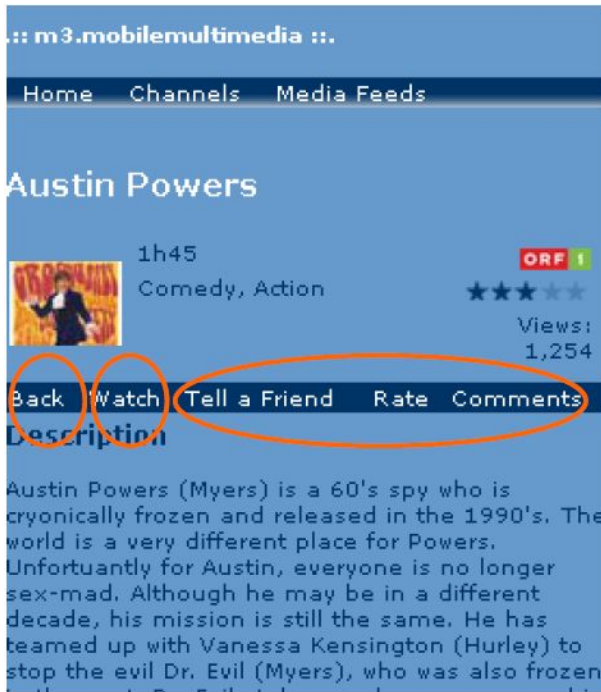 .:: m3.mobilemultimedia ::.
Home Channels Media Feeds
Austin Powers
1h45
ORF 1
Comedy, Action
Views:
1,254
Back Watch Tell a Friend Rate Comments
Description
Austin Powers (Myers) is a 60's spy who is
cryonically frozen and released in the 1990's. The
world is a very different place for Powers.
Unfortuantly for Austin, everyone is no longer
sex-mad. Although he may be in a different
decade, his mission is still the same. He has
teamed up with Vanessa Kensington (Hurley) to
stop the evil Dr. Evil (Myers), who was also frozen